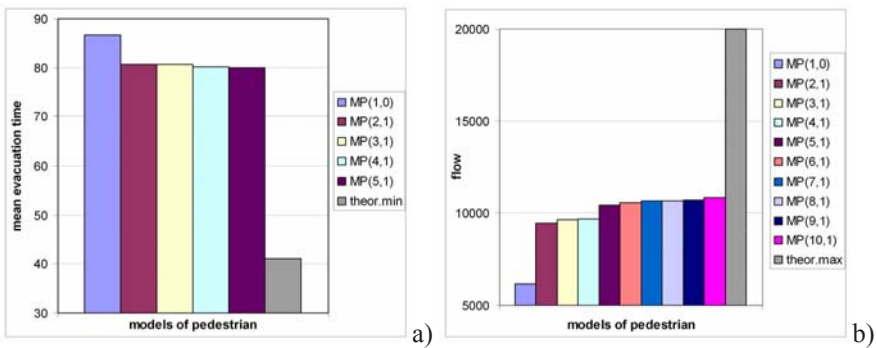 90
80
70
60
50
40
30
mean evacuation time
models of pedestrian
MP(1,0)
MP(2,1)
MP(3,1)
MP(4,1)
MP(5,1)
theor.min
a)
20000
15000
10000
5000
flow
models of pedestrian
MP(1,0)
MP(2,1)
MP(3,1)
MP(4,1)
MP(5,1)
MP(6,1)
MP(7,1)
MP(8,1)
MP(9,1)
MP(10,1)
theor.max
b)